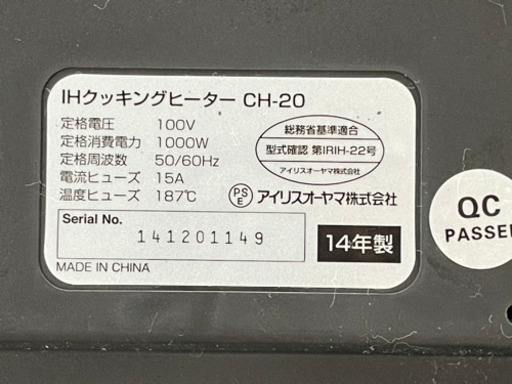 IHクッキングヒーター CH-20
定格電圧 100V
定格消費電力 1000W
定格周波数 50/60Hz
電流ヒューズ 15A
温度ヒューズ 187℃
総務省基準適合
型式確認 第IRIH-22号
アイリスオーヤマ株式会社
PSE アイリスオーヤマ株式会社
Serial No.
141201149
14年製
MADE IN CHINA
QC
PASSE